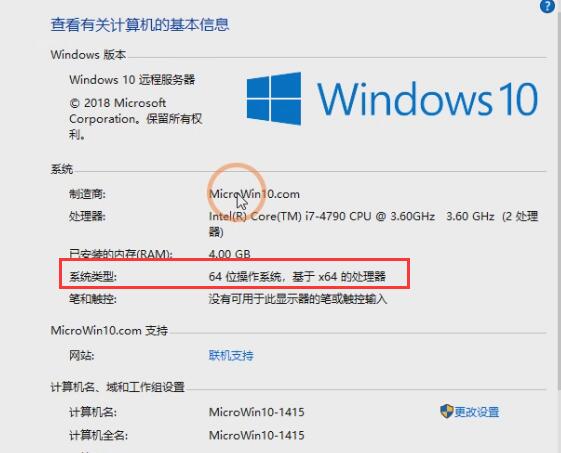 ?
查看有关计算机的基本信息
Windows 版本
Windows 10 远程服务器
© 2018 Microsoft
Corporation。保留所有权
利。
Windows 10
系统
制造商: MicroWin10.com
处理器: Intel(R) Core(TM) i7-4790 CPU @ 3.60GHz 3.60 GHz (2 处理
器)
已安装的内存(RAM): 4.00 GB
系统类型: 64 位操作系统, 基于 x64 的处理器
笔和触控: 没有可用于此显示器的笔或触控输入
MicroWin10.com 支持
网站: 联机支持
计算机名、域和工作组设置
计算机名: MicroWin10-1415 更改设置
计算机全名: MicroWin10-1415